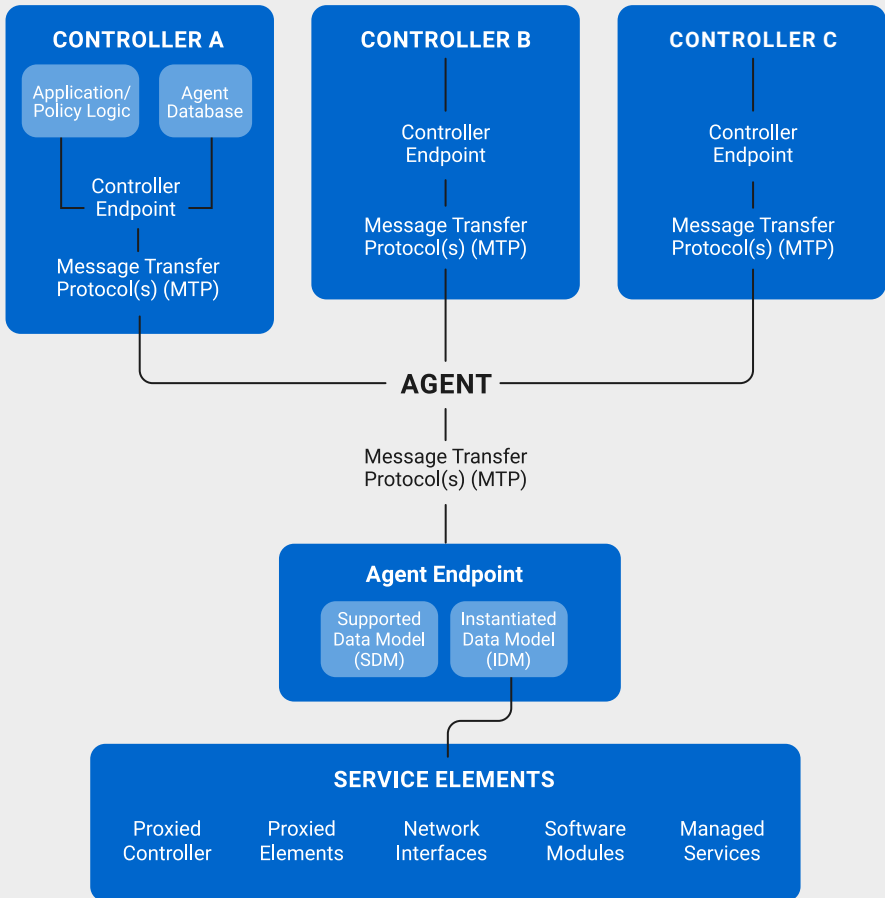 CONTROLLER A
Application/
Policy Logic
Agent
Database
Controller
Endpoint
Message Transfer
Protocol(s) (MTP)
CONTROLLER B
Controller
Endpoint
Message Transfer
Protocol(s) (MTP)
CONTROLLER C
Controller
Endpoint
Message Transfer
Protocol(s) (MTP)
AGENT
Message Transfer
Protocol(s) (MTP)
Agent Endpoint
Supported
Data Model
(SDM)
Instantiated
Data Model
(IDM)
SERVICE ELEMENTS
Proxied
Controller
Proxied
Elements
Network
Interfaces
Software
Modules
Managed
Services